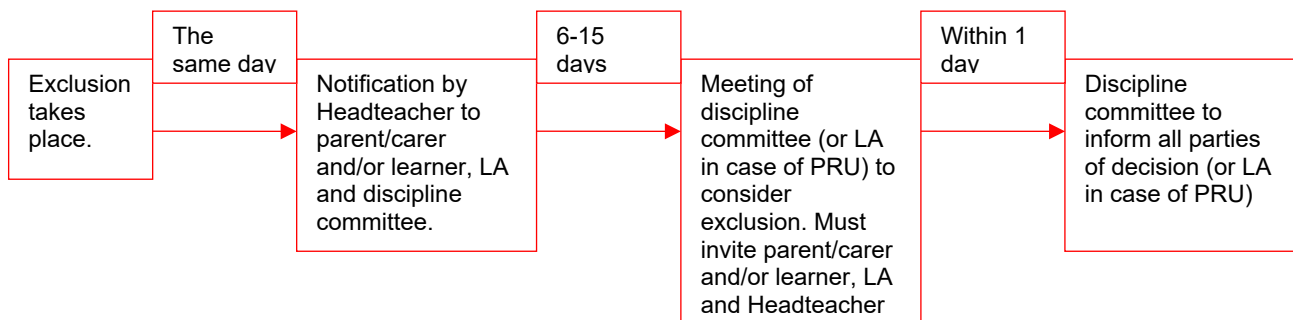 Exclusion
takes
place.
The
same day
Notification by
Headteacher to
parent/carer
and/or learner, LA
and discipline
committee.
6-15
days
Meeting of
discipline
committee (or LA
in case of PRU) to
consider
exclusion. Must
invite parent/carer
and/or learner, LA
and Headteacher
Within 1
day
Discipline
committee to
inform all parties
of decision (or LA
in case of PRU)